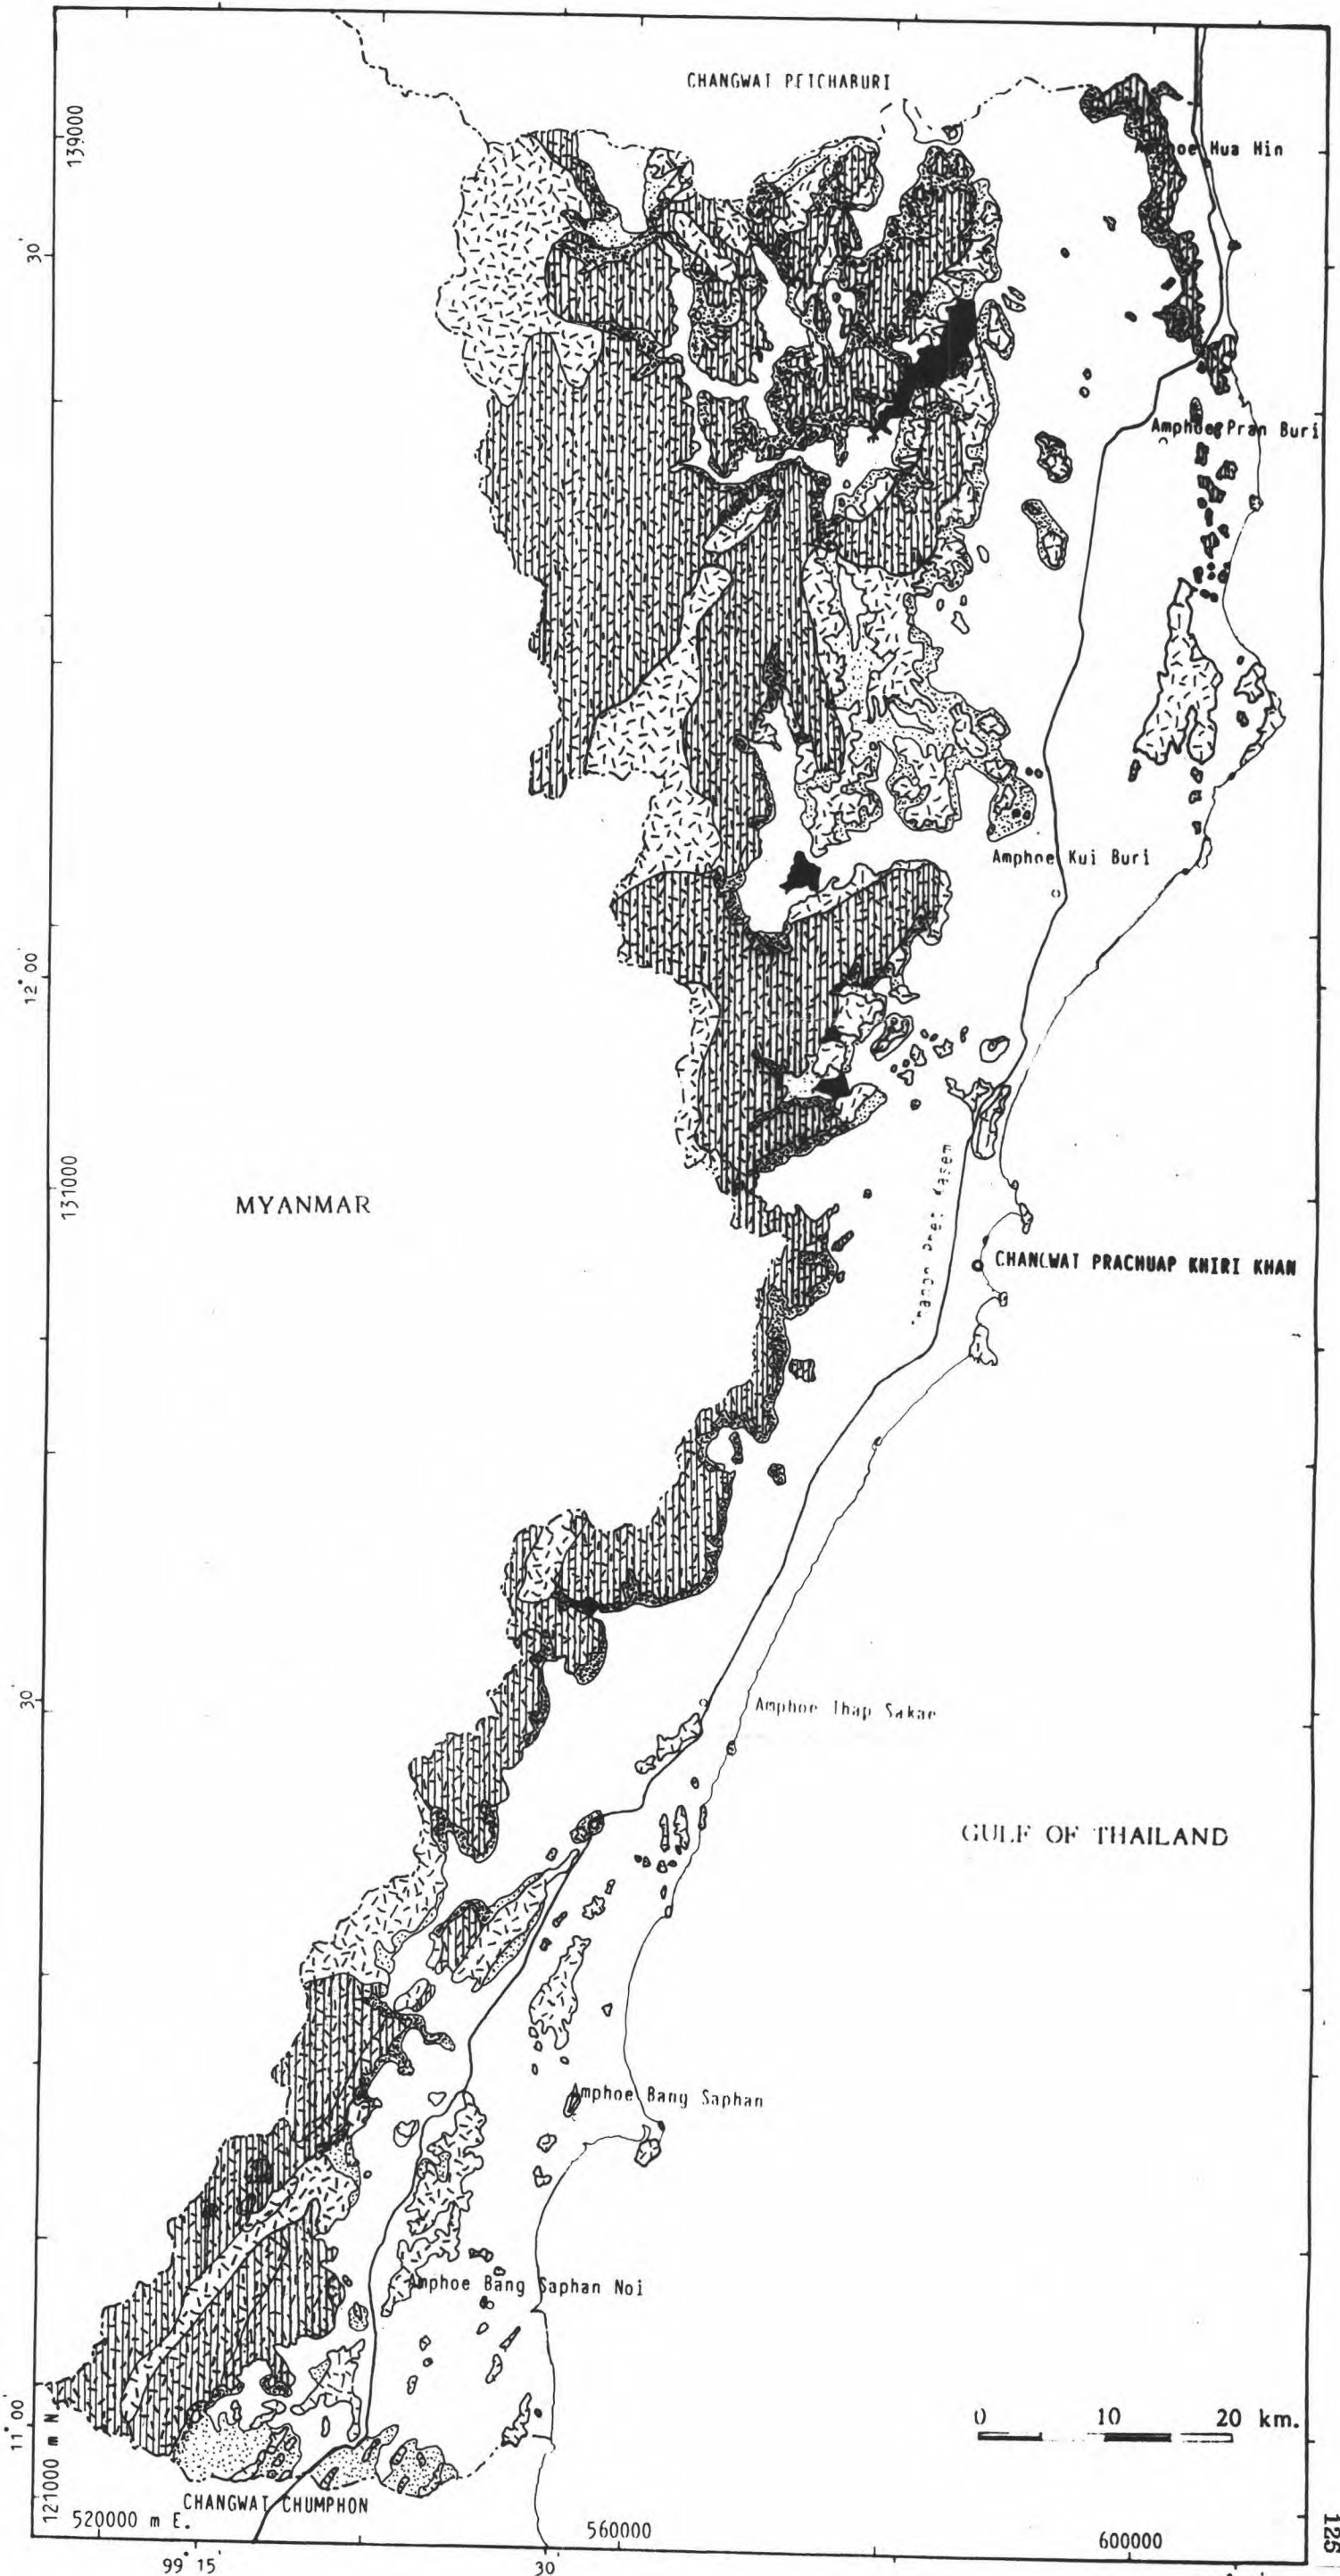 CHANGWAT PETCHABURI
139000
Amphoe Hua Hin
30'
Amphoe Pran Buri
Amphoe Kui Buri
12° 00'
131000
MYANMAR
CHANGWAT PRACHUAP KHIRI KHAN
30'
Amphoe Thap Sakae
GULF OF THAILAND
Amphoe Bang Saphan
Amphoe Bang Saphan Noi
0 10 20 km.
11° 00'
121000 m N.
CHANGWAT CHUMPHON
520000 m E.
560000
600000
99° 15'
30'
125